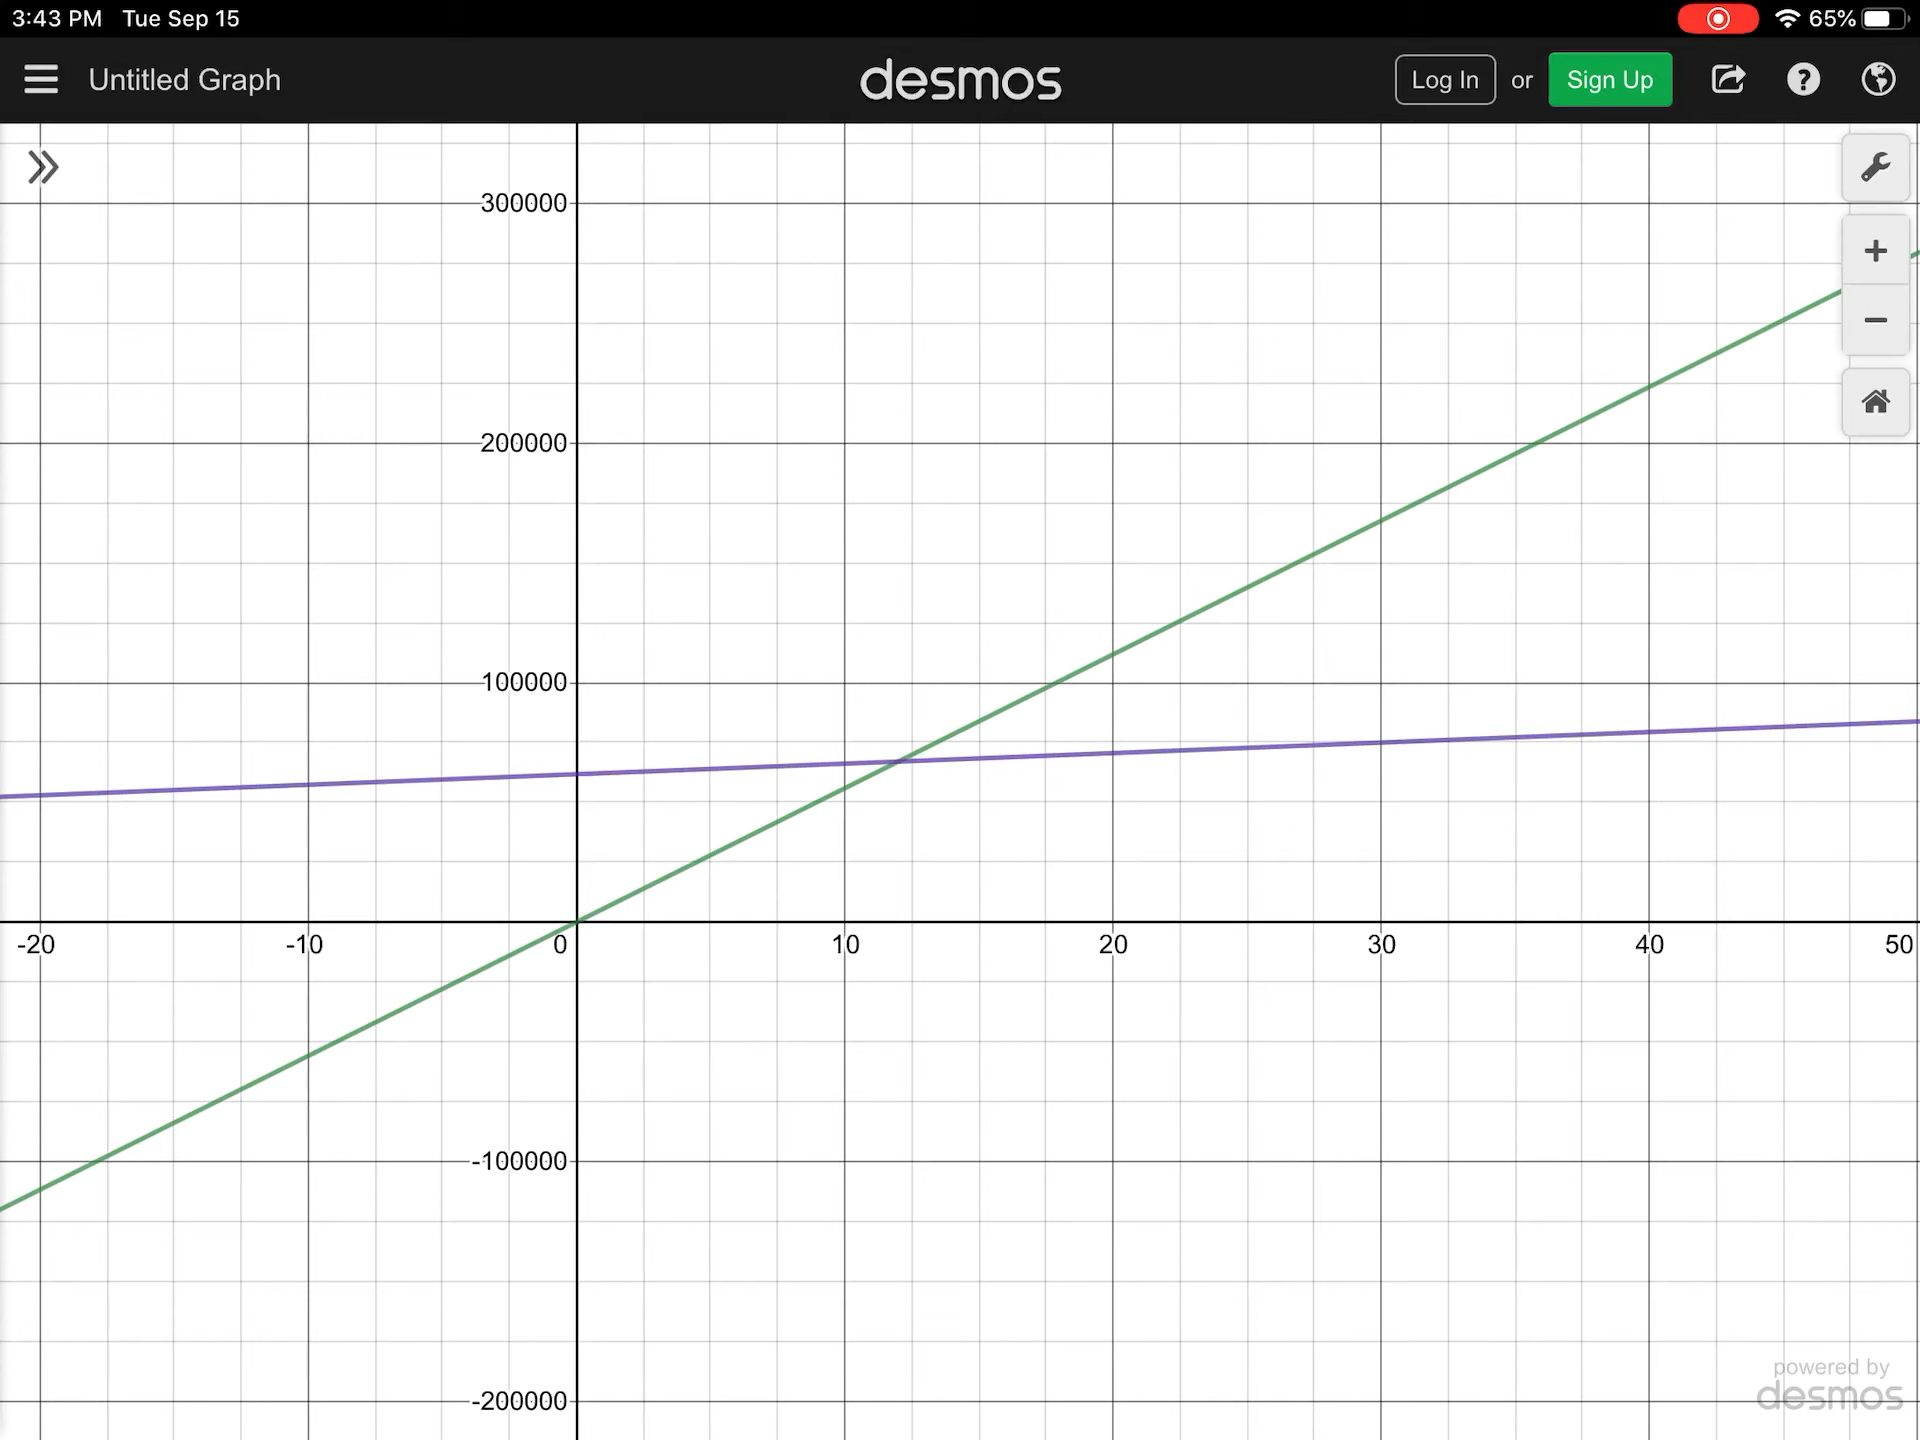 3:43 PM Tue Sep 15 65%
Untitled Graph desmos Log In or Sign Up
300000
200000
100000
-20 -10 0 10 20 30 40 50
-100000
-200000
powered by
desmos